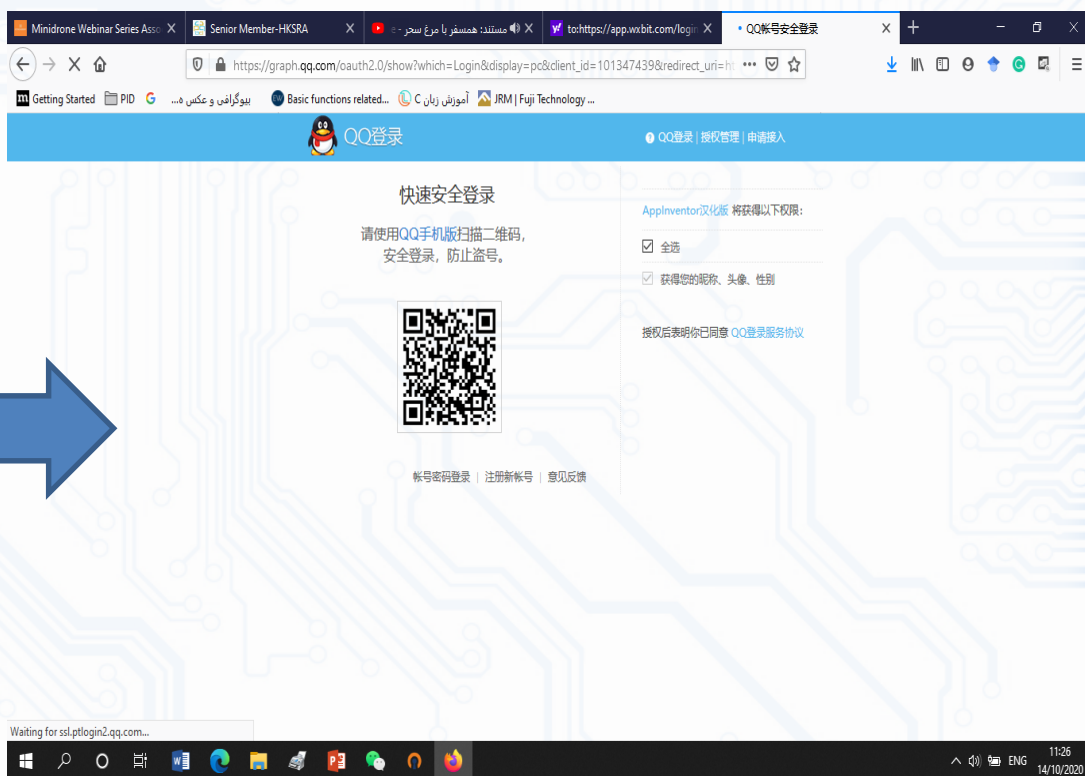 Minidrone Webinar Series Asso
Senior Member-HKSRA
مستند: همسفر با مرغ سحر - e
to:https://app.wxbit.com/login
QQ帐号安全登录
https://graph.qq.com/oauth2.0/show?which=Login&display=pc&client_id=101347439&redirect_uri=ht
Getting Started
PID
بیوگرافی و عکس ه...
Basic functions related...
آموزش زبان C
JRM | Fuji Technology ...
QQ登录
QQ登录 | 授权管理 | 申请接入
快速安全登录
请使用QQ手机版扫描二维码，
安全登录，防止盗号。
帐号密码登录 | 注册新帐号 | 意见反馈
AppInventor汉化版 将获得以下权限：
全选
获得您的昵称、头像、性别
授权后表明你已同意 QQ登录服务协议
Waiting for ssl.ptlogin2.qq.com...
ENG
11:26
14/10/2020